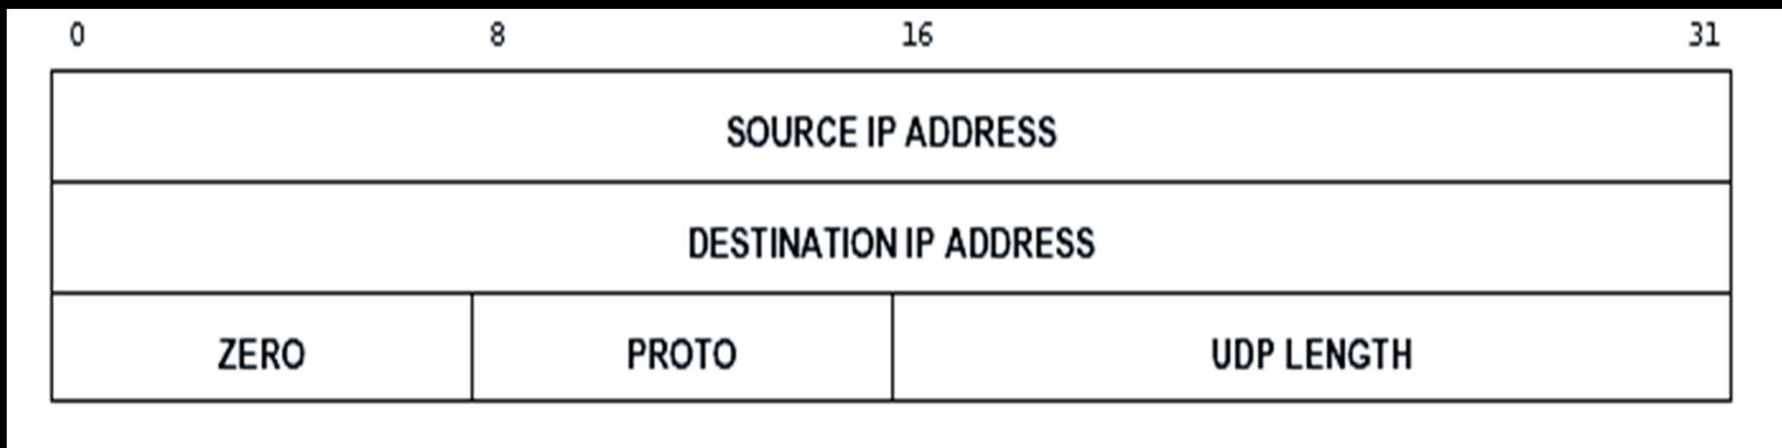 0 8 16 31
SOURCE IP ADDRESS
DESTINATION IP ADDRESS
ZERO PROTO UDP LENGTH